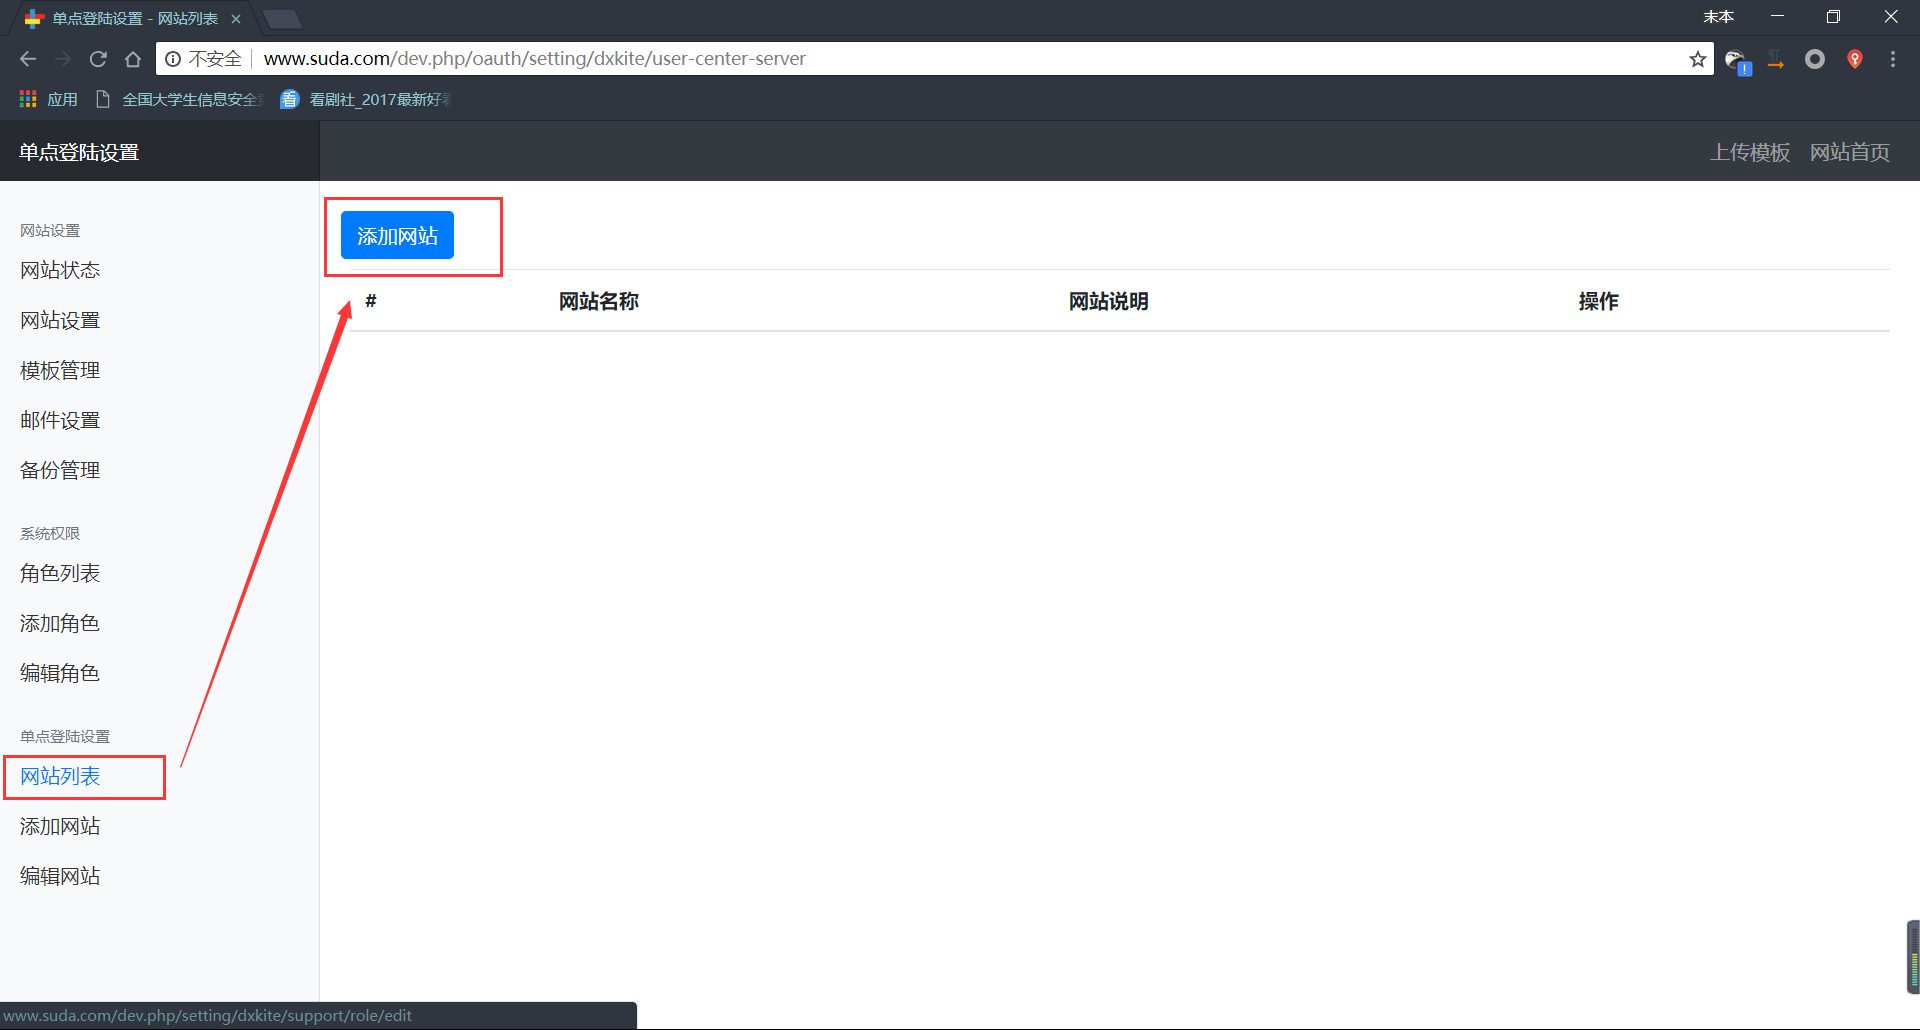 单点登陆设置 - 网站列表
末本
不安全 www.suda.com/dev.php/oauth/setting/dxkite/user-center-server
应用 全国大学生信息安全 看 看剧社_2017最新好
单点登陆设置 上传模板 网站首页
网站设置
网站状态
网站设置
模板管理
邮件设置
备份管理
系统权限
角色列表
添加角色
编辑角色
单点登陆设置
网站列表
添加网站
编辑网站
添加网站
# 网站名称 网站说明 操作
www.suda.com/dev.php/setting/dxkite/support/role/edit